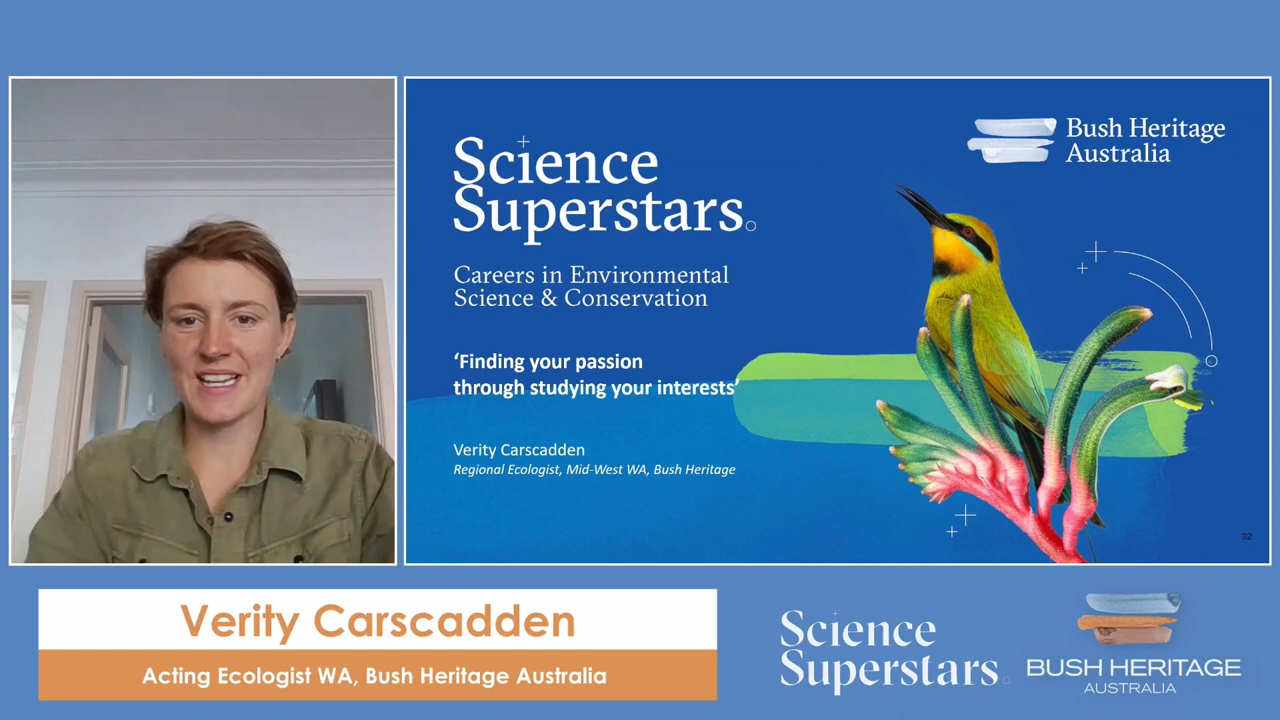 Science
Superstars
Careers in Environmental
Science & Conservation
‘Finding your passion
through studying your interests’
Verity Carscadden
Regional Ecologist, Mid-West WA, Bush Heritage
Bush Heritage
Australia
32
Verity Carscadden
Acting Ecologist WA, Bush Heritage Australia
Science
Superstars
BUSH HERITAGE
AUSTRALIA